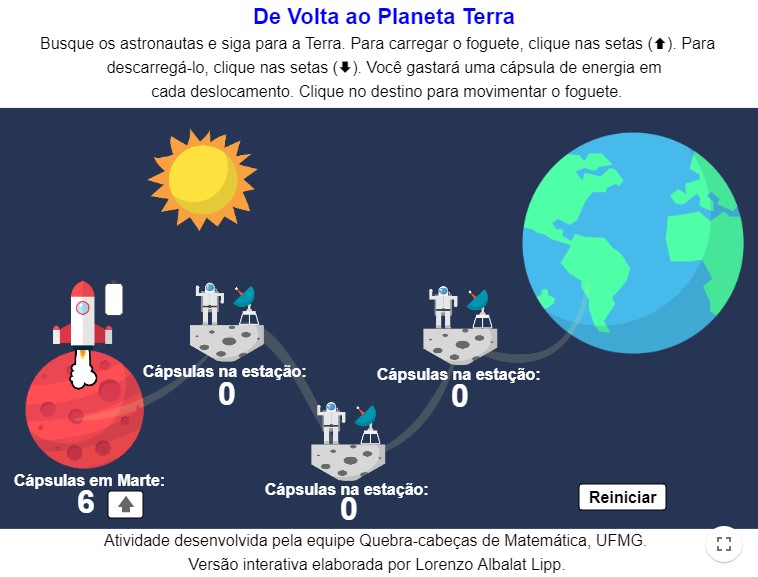 De Volta ao Planeta Terra
Busque os astronautas e siga para a Terra. Para carregar o foguete, clique nas setas (⬆). Para
descarregá-lo, clique nas setas (⬇). Você gastará uma cápsula de energia em
cada deslocamento. Clique no destino para movimentar o foguete.
Cápsulas na estação:
0
Cápsulas na estação:
0
Cápsulas em Marte:
6
Cápsulas na estação:
0
Reiniciar
Atividade desenvolvida pela equipe Quebra-cabeças de Matemática, UFMG.
Versão interativa elaborada por Lorenzo Albalat Lipp.